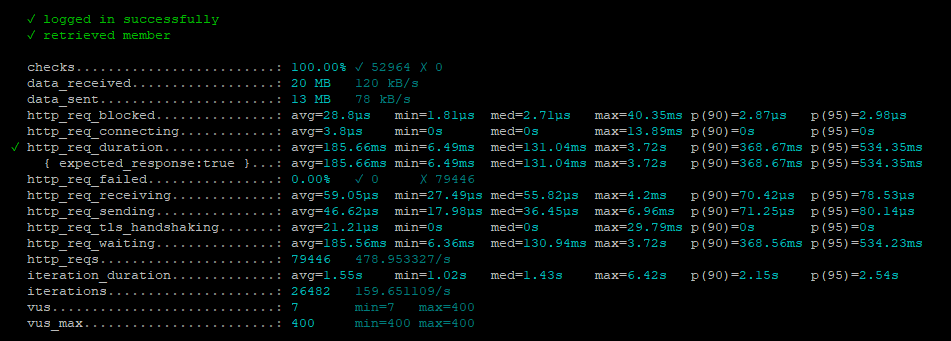 ✓ logged in successfully
✓ retrieved member
checks.........................: 100.00% ✓ 52964 ✗ 0
data_received..................: 20 MB 120 kB/s
data_sent......................: 13 MB 78 kB/s
http_req_blocked...............: avg=28.8µs min=1.81µs med=2.71µs max=40.35ms p(90)=2.87µs p(95)=2.98µs
http_req_connecting............: avg=3.8µs min=0s med=0s max=13.89ms p(90)=0s p(95)=0s
✓ http_req_duration..............: avg=185.66ms min=6.49ms med=131.04ms max=3.72s p(90)=368.67ms p(95)=534.35ms
{ expected_response:true }...: avg=185.66ms min=6.49ms med=131.04ms max=3.72s p(90)=368.67ms p(95)=534.35ms
http_req_failed................: 0.00% ✓ 0 ✗ 79446
http_req_receiving.............: avg=59.05µs min=27.49µs med=55.82µs max=4.2ms p(90)=70.42µs p(95)=78.53µs
http_req_sending...............: avg=46.62µs min=17.98µs med=36.45µs max=6.96ms p(90)=71.25µs p(95)=80.14µs
http_req_tls_handshaking.......: avg=21.21µs min=0s med=0s max=29.79ms p(90)=0s p(95)=0s
http_req_waiting...............: avg=185.56ms min=6.36ms med=130.94ms max=3.72s p(90)=368.56ms p(95)=534.23ms
http_reqs......................: 79446 478.953327/s
iteration_duration.............: avg=1.55s min=1.02s med=1.43s max=6.42s p(90)=2.15s p(95)=2.54s
iterations.....................: 26482 159.651109/s
vus............................: 7 min=7 max=400
vus_max........................: 400 min=400 max=400